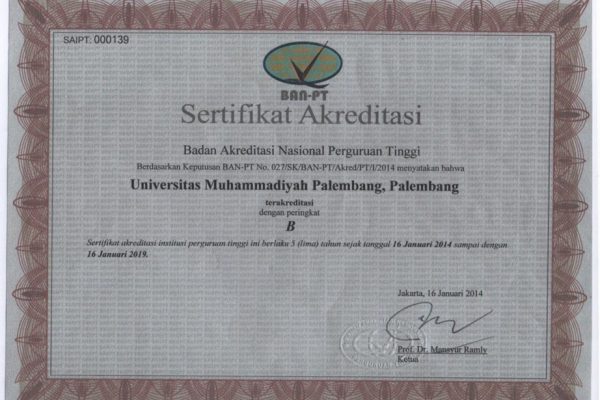 SAIPT: 000139
BAN-PT
Sertifikat Akreditasi
Badan Akreditasi Nasional Perguruan Tinggi
Berdasarkan Keputusan BAN-PT No. 027/SK/BAN-PT/Akred/PT/I/2014 menyatakan bahwa
Universitas Muhammadiyah Palembang, Palembang
terakreditasi
dengan peringkat
B
Sertifikat akreditasi institusi perguruan tinggi ini berlaku 5 (lima) tahun sejak tanggal 16 Januari 2014 sampai dengan
16 Januari 2019.
Jakarta, 16 Januari 2014
Prof. Dr. Mansyur Ramly
Ketua